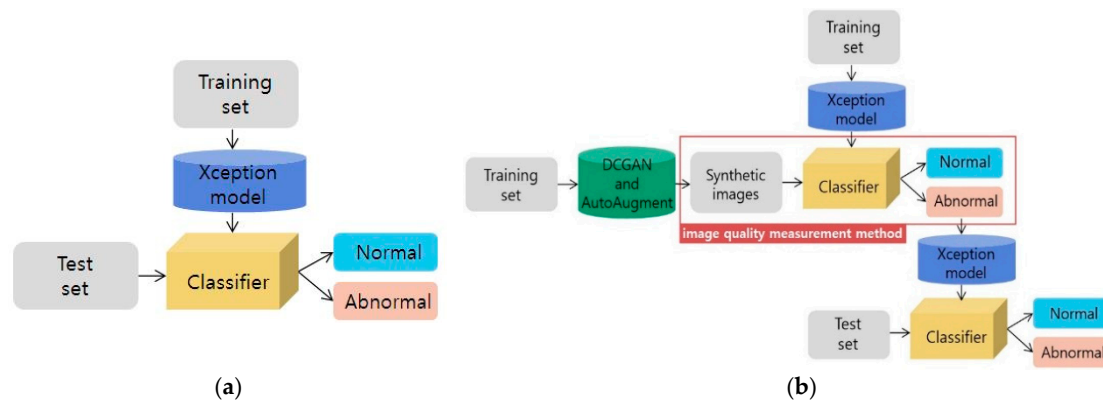 Training
set
Xception
model
Test
set
Classifier
Normal
Abnormal
(a)
Training
set
Xception
model
Training
set
DCGAN
and
AutoAugment
Synthetic
images
Classifier
Normal
Abnormal
image quality measurement method
Xception
model
Test
set
Classifier
Normal
Abnormal
(b)